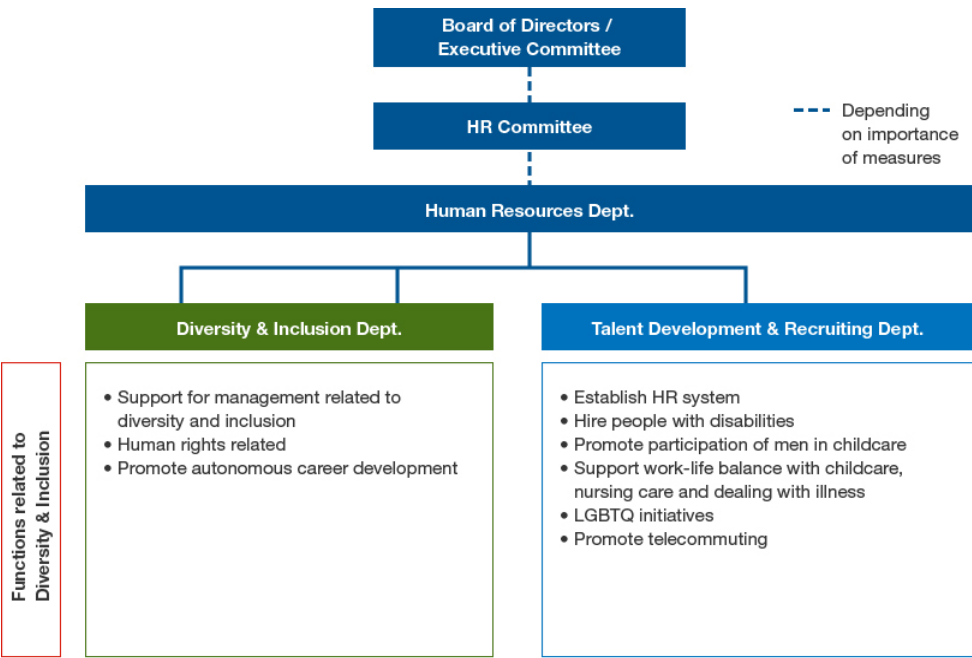 Board of Directors /
Executive Committee
HR Committee
Depending
on importance
of measures
Human Resources Dept.
Diversity & Inclusion Dept.
Talent Development & Recruiting Dept.
Functions related to
Diversity & Inclusion
• Support for management related to
diversity and inclusion
• Human rights related
• Promote autonomous career development
• Establish HR system
• Hire people with disabilities
• Promote participation of men in childcare
• Support work-life balance with childcare,
nursing care and dealing with illness
• LGBTQ initiatives
• Promote telecommuting